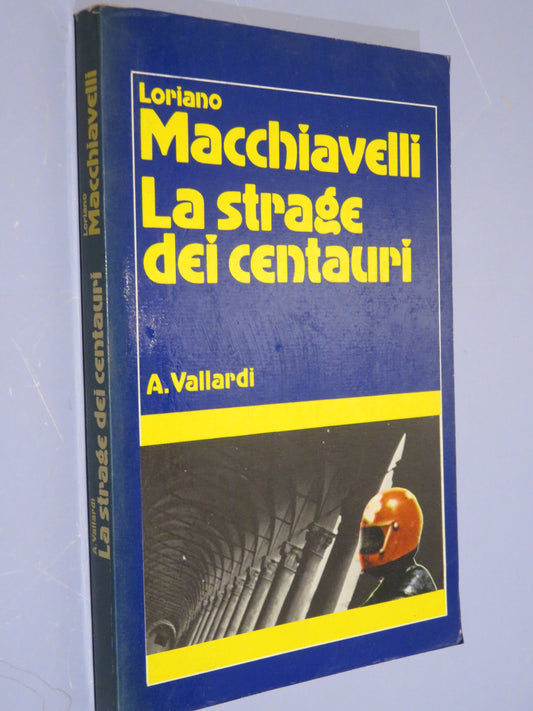 Loriano
Macchiavelli
La strage
dei centauri
A. Vallardi
A. Vallardi
La strage dei centauri
Loriano
Macchiavelli